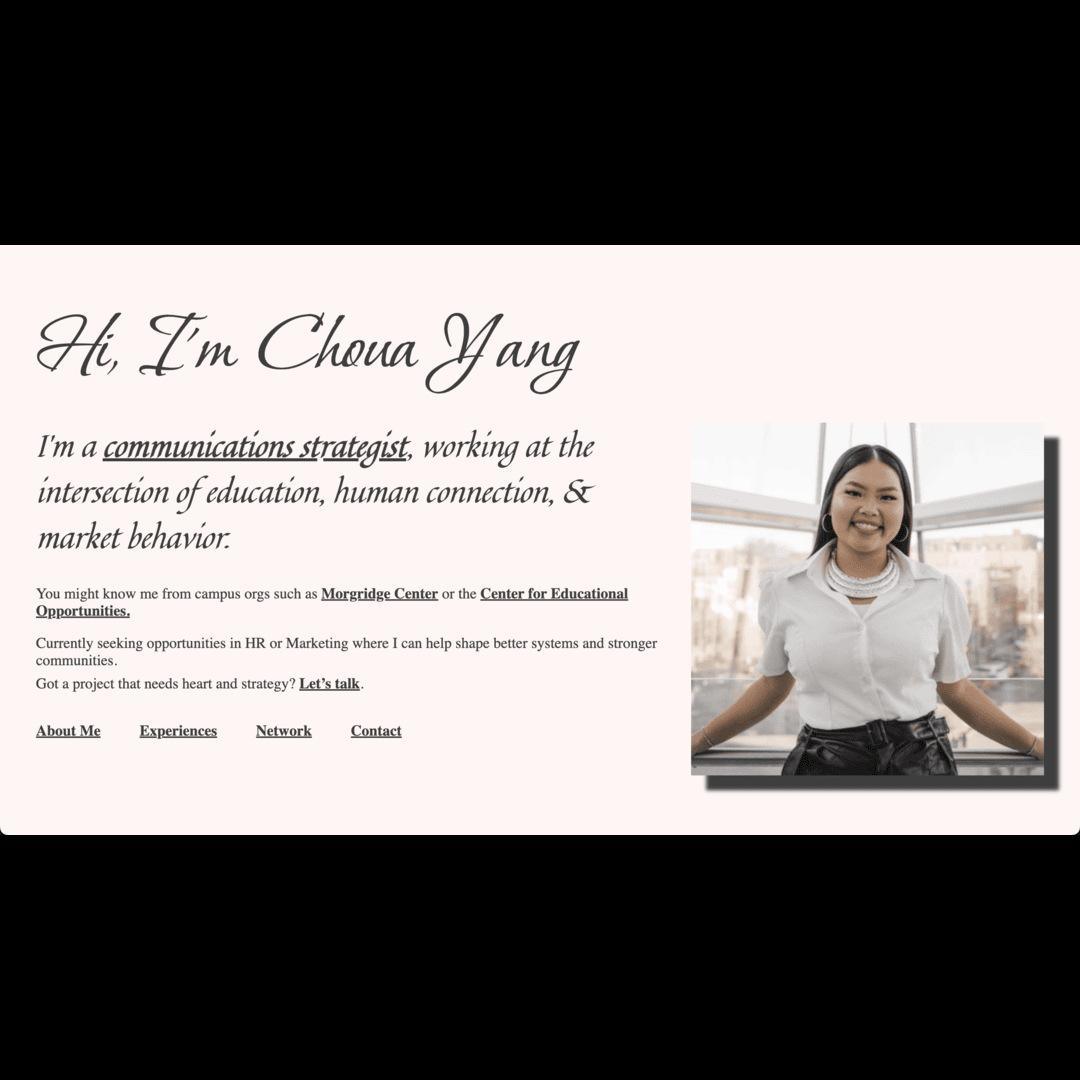 Hi, I'm Choua Yang
I'm a communications strategist, working at the
intersection of education, human connection, &
market behavior.
You might know me from campus orgs such as Morgridge Center or the Center for Educational
Opportunities.
Currently seeking opportunities in HR or Marketing where I can help shape better systems and stronger
communities.
Got a project that needs heart and strategy? Let’s talk.
About Me Experiences Network Contact